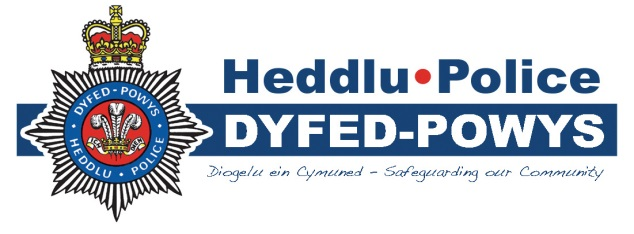 DYFED - POWYS
HEDDLU • POLICE
Heddlu•Police
DYFED-POWYS
Diogelu ein Cymuned - Safeguarding our Community